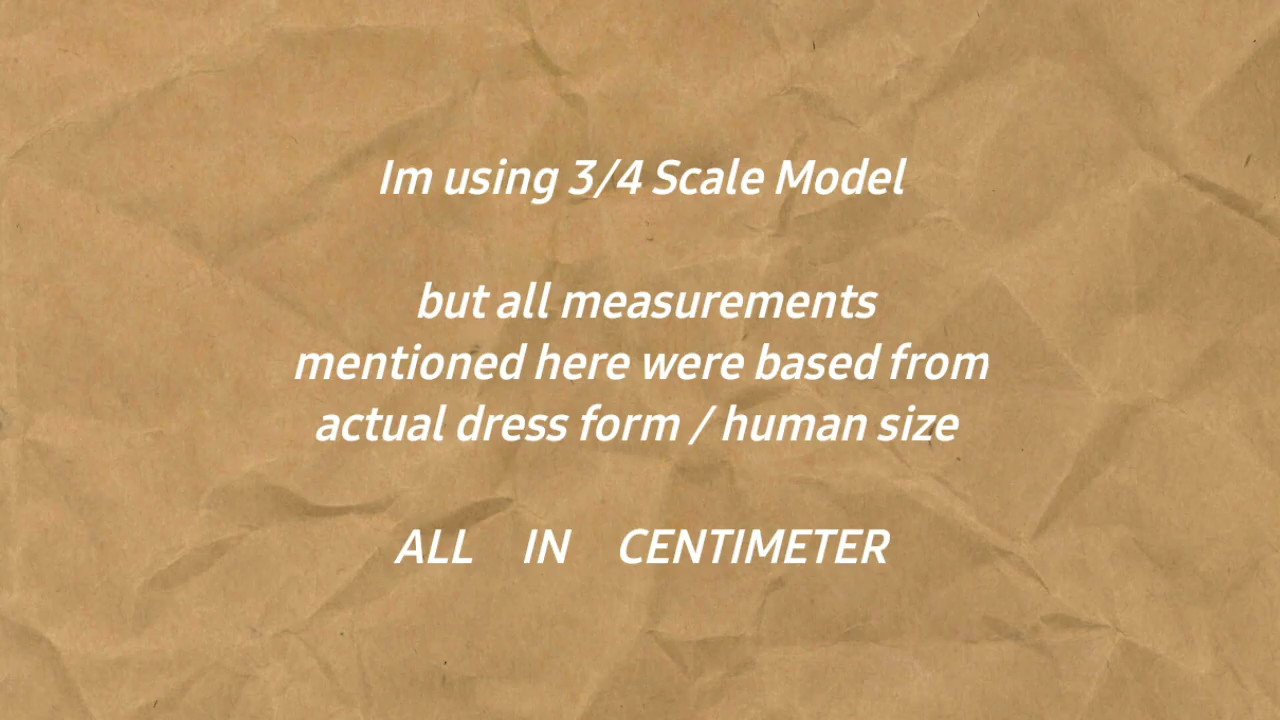 Im using 3/4 Scale Model
but all measurements
mentioned here were based from
actual dress form / human size
ALL IN CENTIMETER